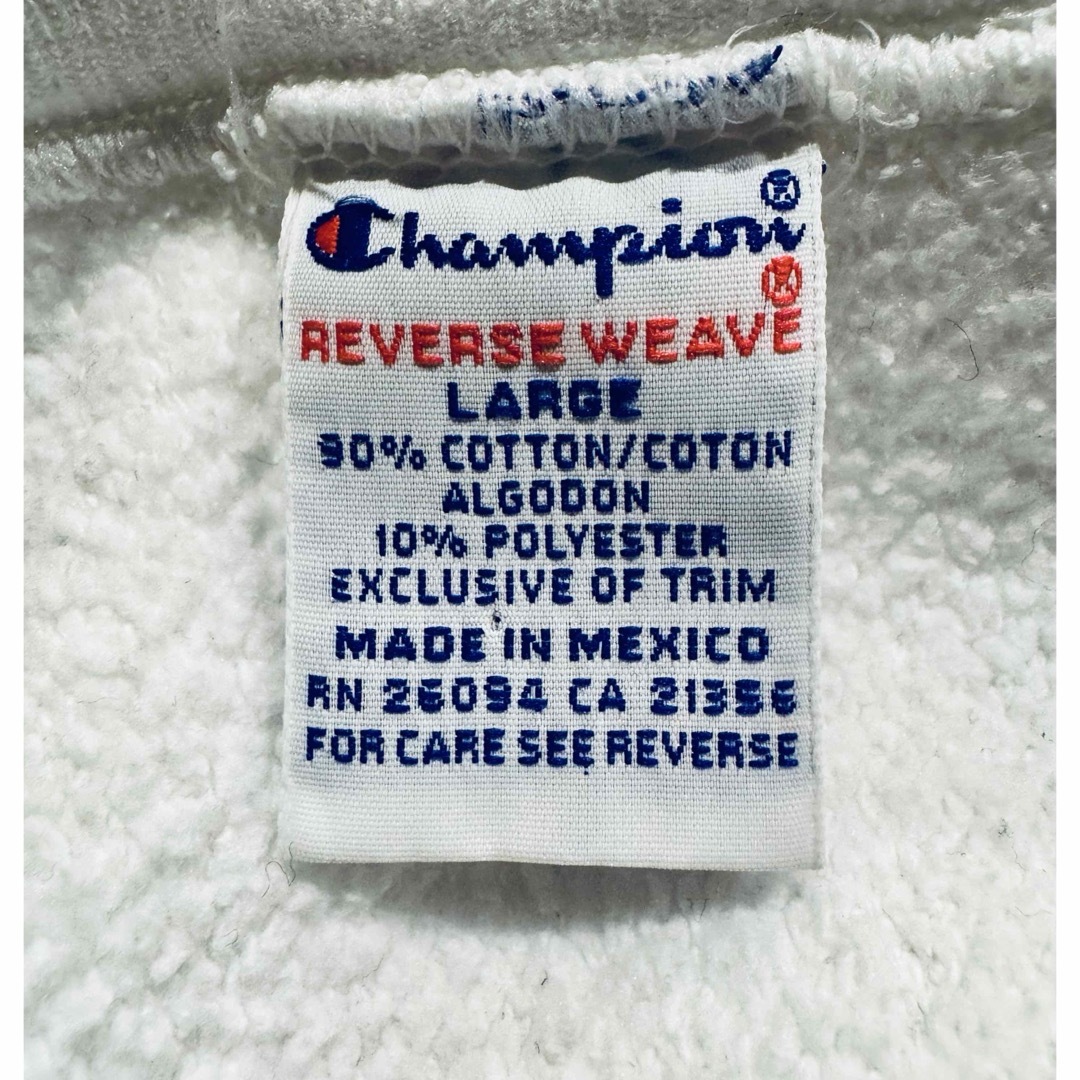 Champion®
REVERSE WEAVE®
LARGE
90% COTTON/COTON
ALGODON
10% POLYESTER
EXCLUSIVE OF TRIM
MADE IN MEXICO
RN 26094 CA 21356
FOR CARE SEE REVERSE